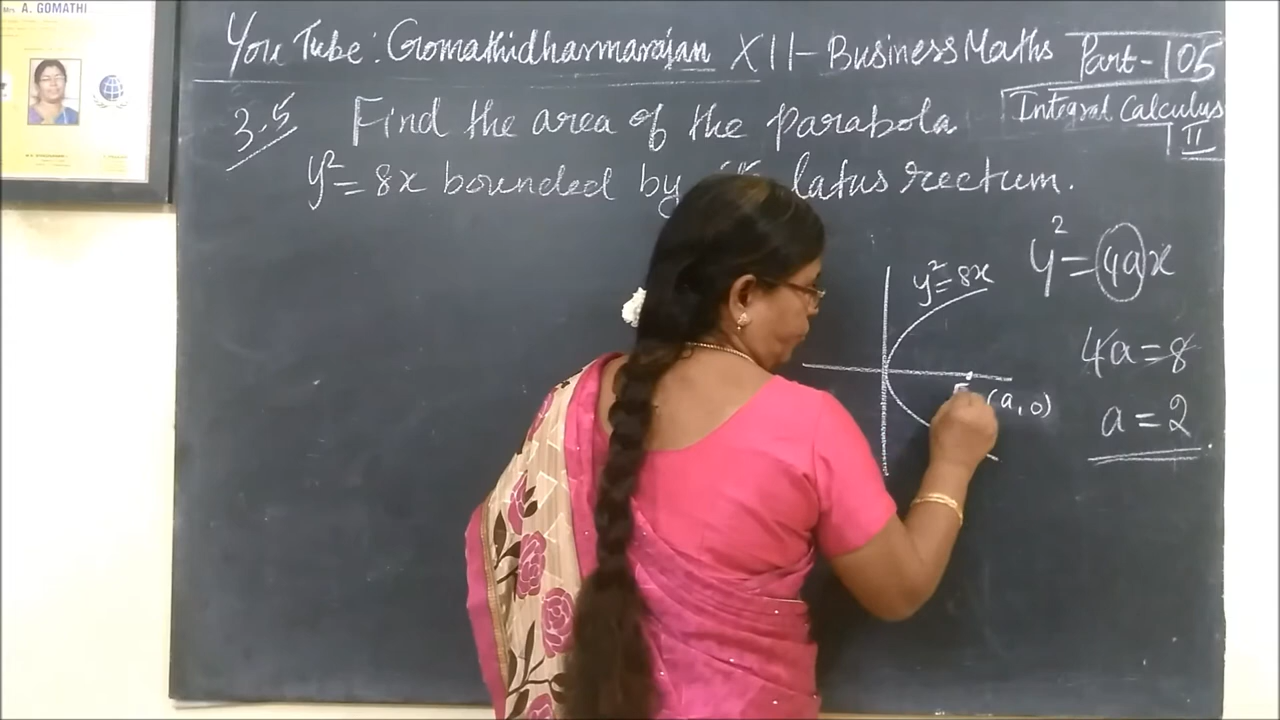 Mrs A. GOMATHI
You Tube: Gomathidharmarajan XII-Business Maths Part-105
Integral Calculus
II
3.5 Find the area of the parabola
y²=8x bounded by its latus rectum.
y²=8x
y²=4ax
4a=8
a=2
(a,0)